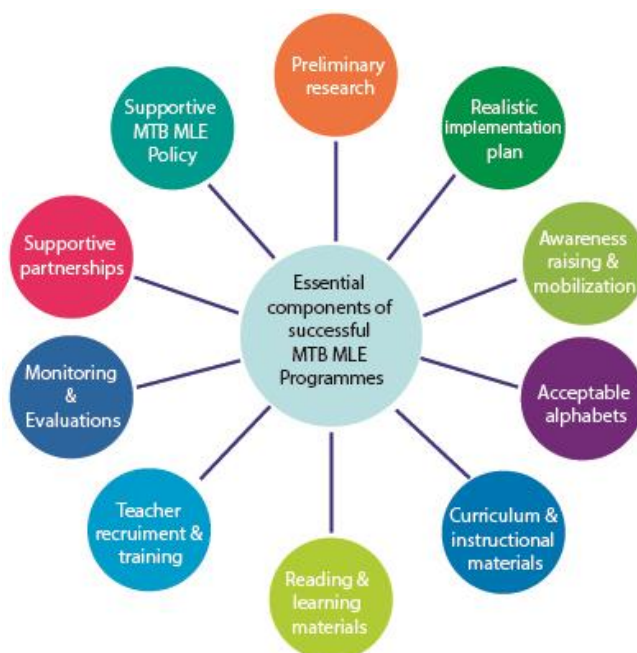 Preliminary
research
Realistic
implementation
plan
Awareness
raising &
mobilization
Acceptable
alphabets
Curriculum &
instructional
materials
Reading &
learning
materials
Teacher
recruiment &
training
Monitoring
&
Evaluations
Supportive
partnerships
Supportive
MTB MLE
Policy
Essential
components of
successful
MTB MLE
Programmes